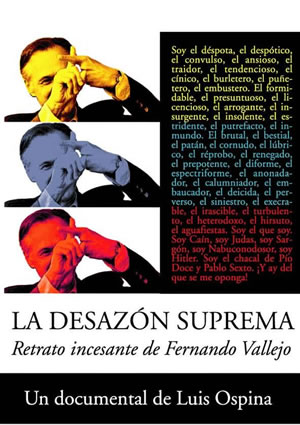 Soy el déspota, el despótico,
el convulso, el ansioso, el
traidor, el tendencioso, el
cínico, el burletero, el puñe-
tero, el embustero. El formi-
dable, el presuntuoso, el li-
cencioso, el arrogante, el in-
surgente, el insolente, el es-
tridente, el putrefacto, el in-
mundo. El brutal, el bestial,
el patán, el cornudo, el lúbri-
co, el réprobo, el renegado, el
prepotente, el diforme, el
espectriforme, el anonada-
dor, el calumniador, el em-
baucador, el deicida, el per-
verso, el siniestro, el execra-
ble, el irascible, el turbulen-
to, el heterodoxo, el hirsuto,
el aguafiestas. Soy el que soy.
Soy Caín, soy Judas, soy Sar-
gón, soy Nabuconodosor, soy
Hitler. Soy el chacal de Pío
Doce y Pablo Sexto. ¡Y ay del
que se me oponga!
LA DESAZÓN SUPREMA
Retrato incesante de Fernando Vallejo
Un documental de Luis Ospina